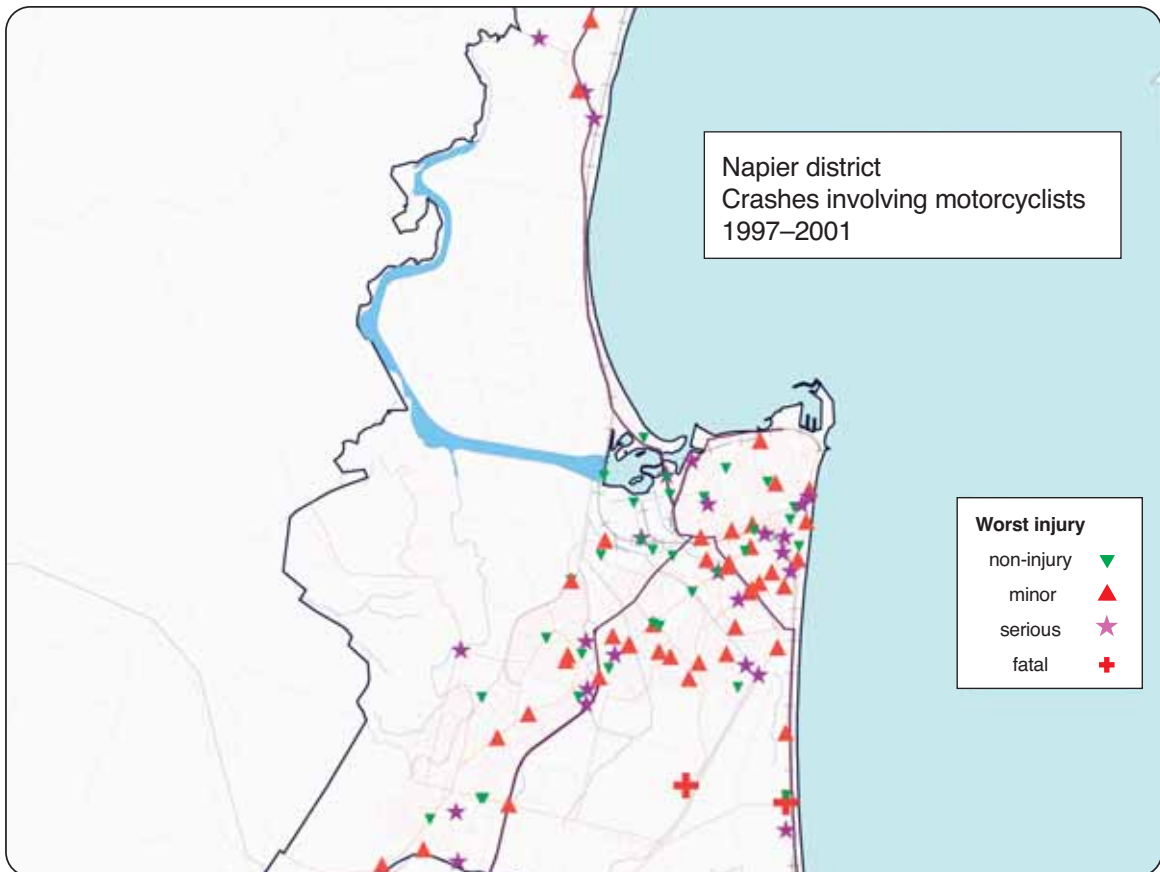 Napier district
Crashes involving motorcyclists
1997–2001
Worst injury
non-injury
minor
serious
fatal